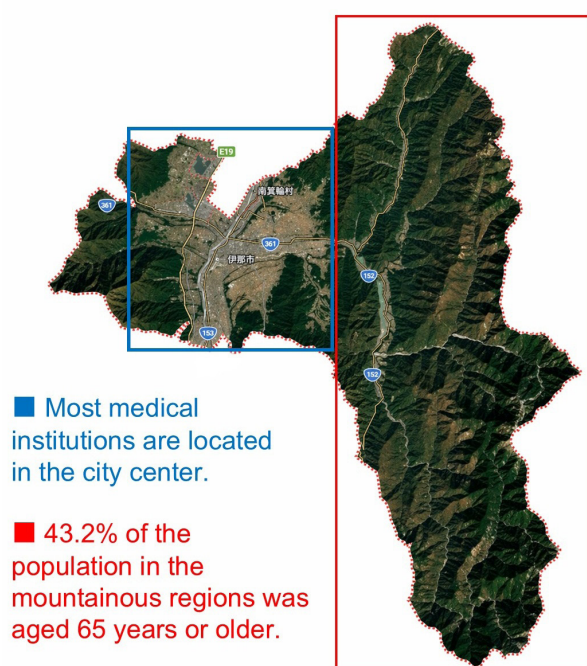 E19
南箕輪村
361
361
伊那市
152
153
152
■ Most medical
institutions are located
in the city center.
■ 43.2% of the
population in the
mountainous regions was
aged 65 years or older.